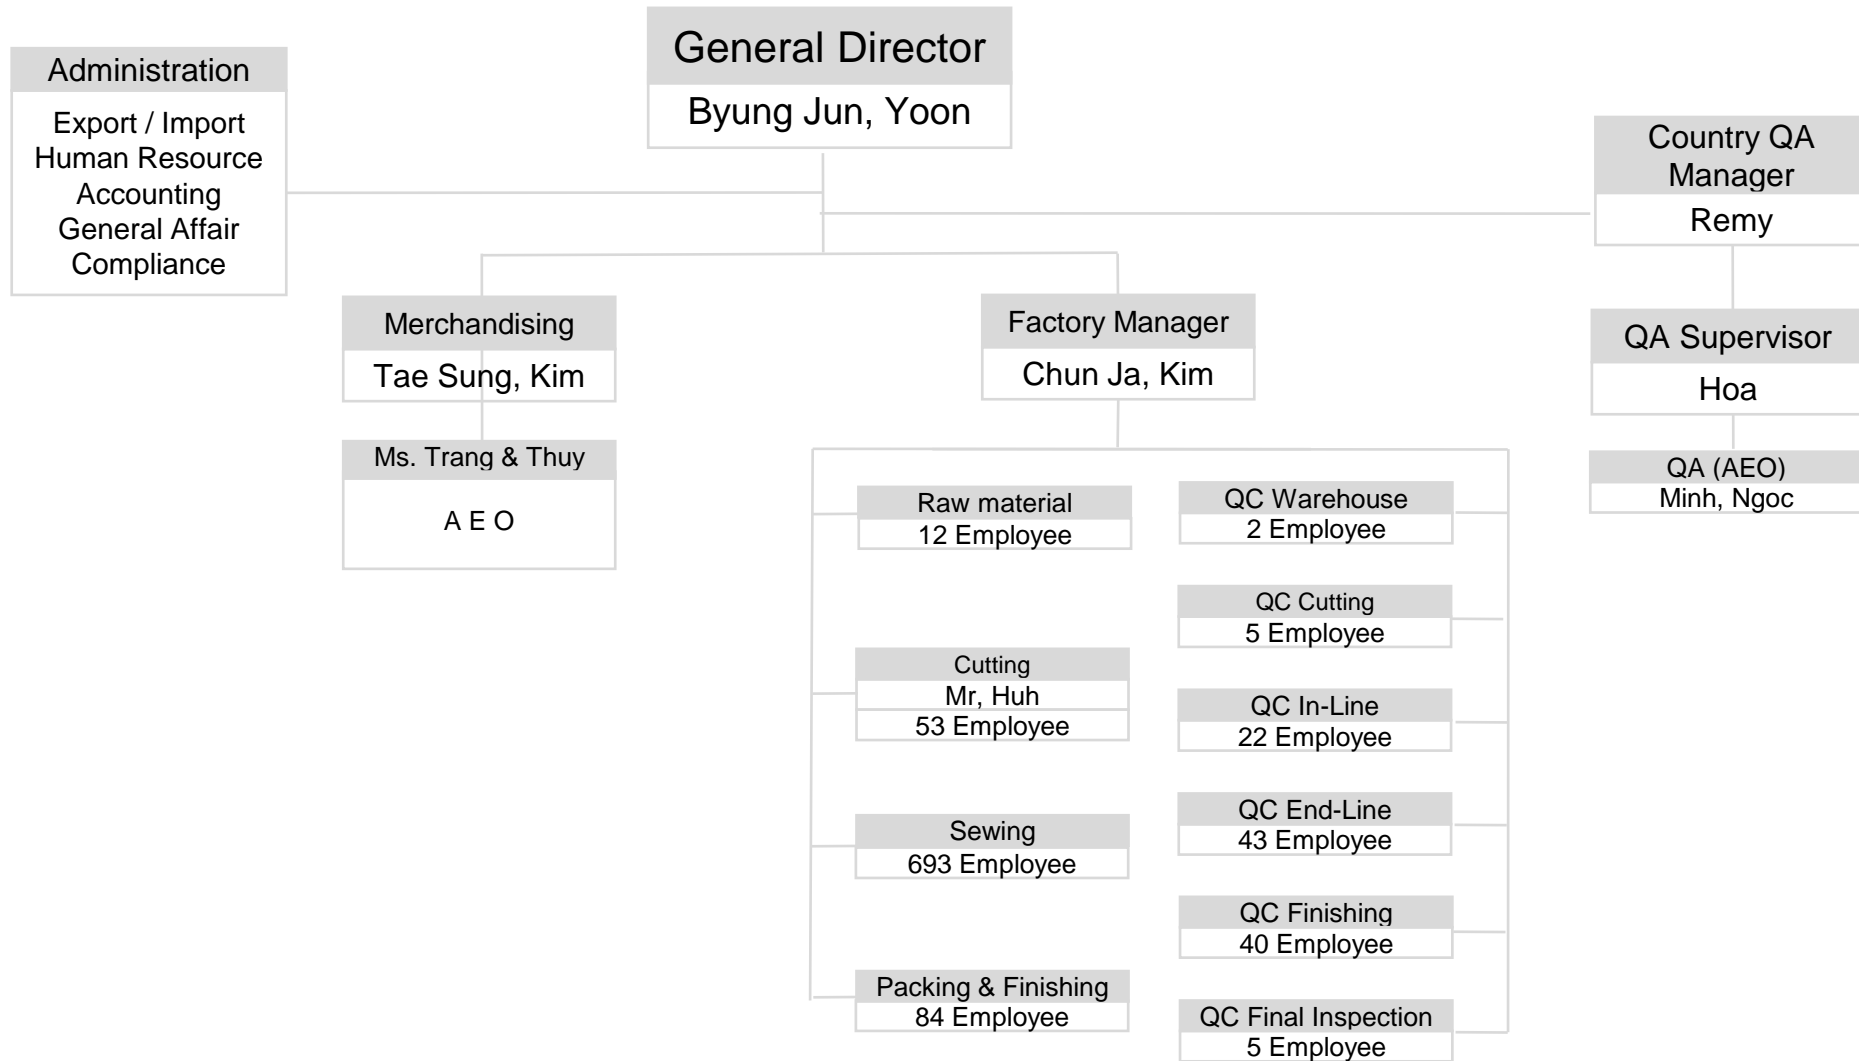 General Director
Byung Jun, Yoon
Administration
Export / Import
Human Resource
Accounting
General Affair
Compliance
Country QA
Manager
Remy
Merchandising
Tae Sung, Kim
Factory Manager
Chun Ja, Kim
QA Supervisor
Hoa
Ms. Trang & Thuy
A E O
QA (AEO)
Minh, Ngoc
Raw material
12 Employee
Cutting
Mr, Huh
53 Employee
Sewing
693 Employee
Packing & Finishing
84 Employee
QC Warehouse
2 Employee
QC Cutting
5 Employee
QC In-Line
22 Employee
QC End-Line
43 Employee
QC Finishing
40 Employee
QC Final Inspection
5 Employee